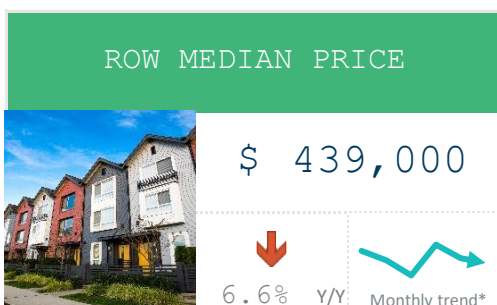 ROW MEDIAN PRICE
$ 439,000
6.6% Y/Y
Monthly trend*